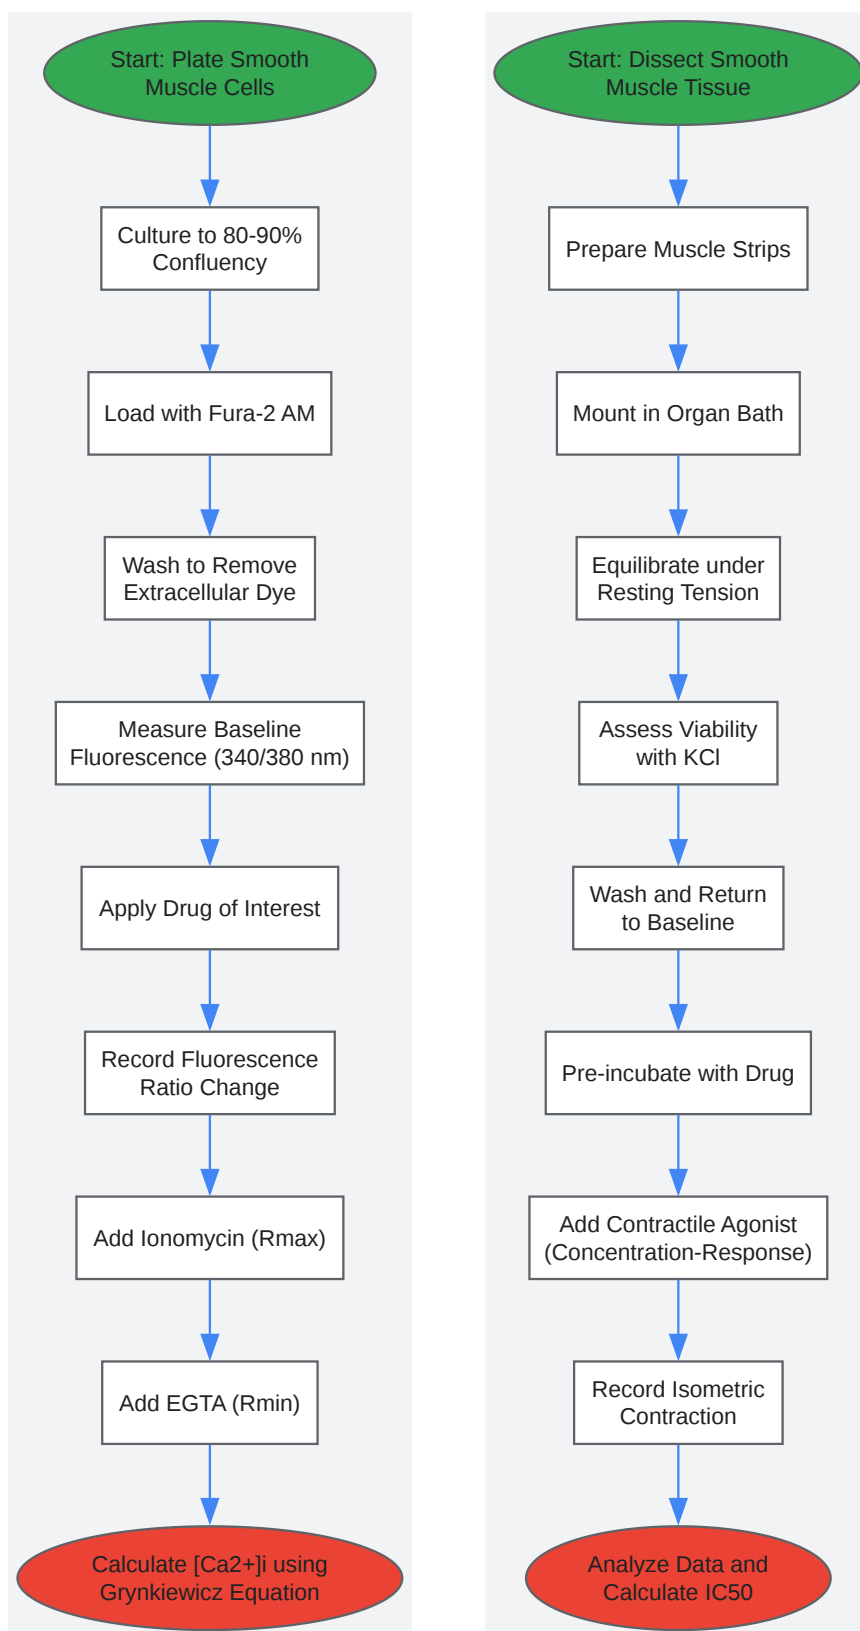 Start: Plate Smooth
Muscle Cells
Culture to 80-90%
Confluency
Load with Fura-2 AM
Wash to Remove
Extracellular Dye
Measure Baseline
Fluorescence (340/380 nm)
Apply Drug of Interest
Record Fluorescence
Ratio Change
Add Ionomycin (Rmax)
Add EGTA (Rmin)
Calculate [Ca2+]i using
Grynkiewicz Equation
Start: Dissect Smooth
Muscle Tissue
Prepare Muscle Strips
Mount in Organ Bath
Equilibrate under
Resting Tension
Assess Viability
with KCl
Wash and Return
to Baseline
Pre-incubate with Drug
Add Contractile Agonist
(Concentration-Response)
Record Isometric
Contraction
Analyze Data and
Calculate IC50